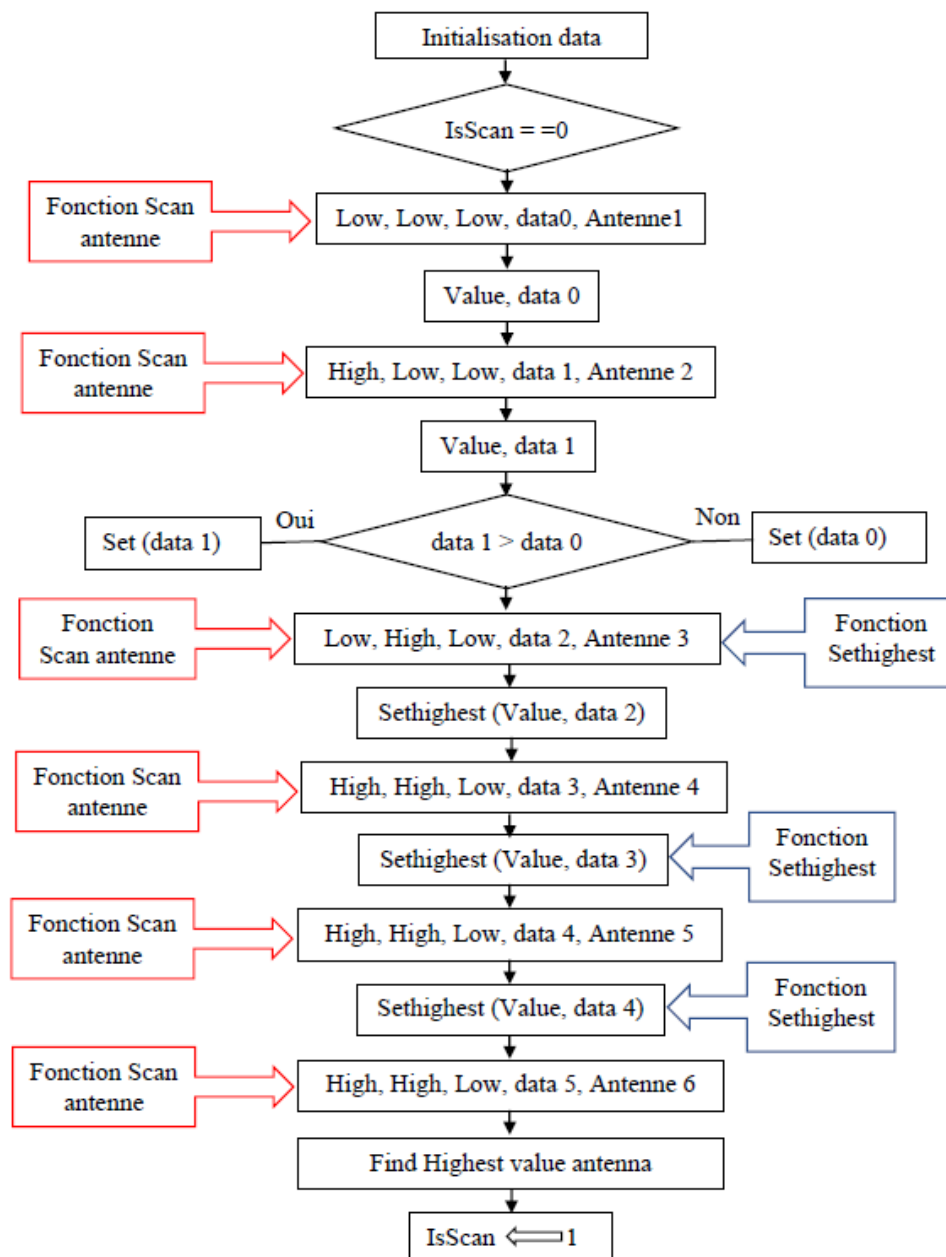 Initialisation data
IsScan = =0
Fonction Scan
antenne
Low, Low, Low, data0, Antenne1
Value, data 0
Fonction Scan
antenne
High, Low, Low, data 1, Antenne 2
Value, data 1
Oui
Non
Set (data 1)
data 1 > data 0
Set (data 0)
Fonction
Scan antenne
Low, High, Low, data 2, Antenne 3
Fonction
Sethighest
Sethighest (Value, data 2)
Fonction Scan
antenne
High, High, Low, data 3, Antenne 4
Sethighest (Value, data 3)
Fonction
Sethighest
Fonction Scan
antenne
High, High, Low, data 4, Antenne 5
Sethighest (Value, data 4)
Fonction
Sethighest
Fonction Scan
antenne
High, High, Low, data 5, Antenne 6
Find Highest value antenna
IsScan ⇐ 1